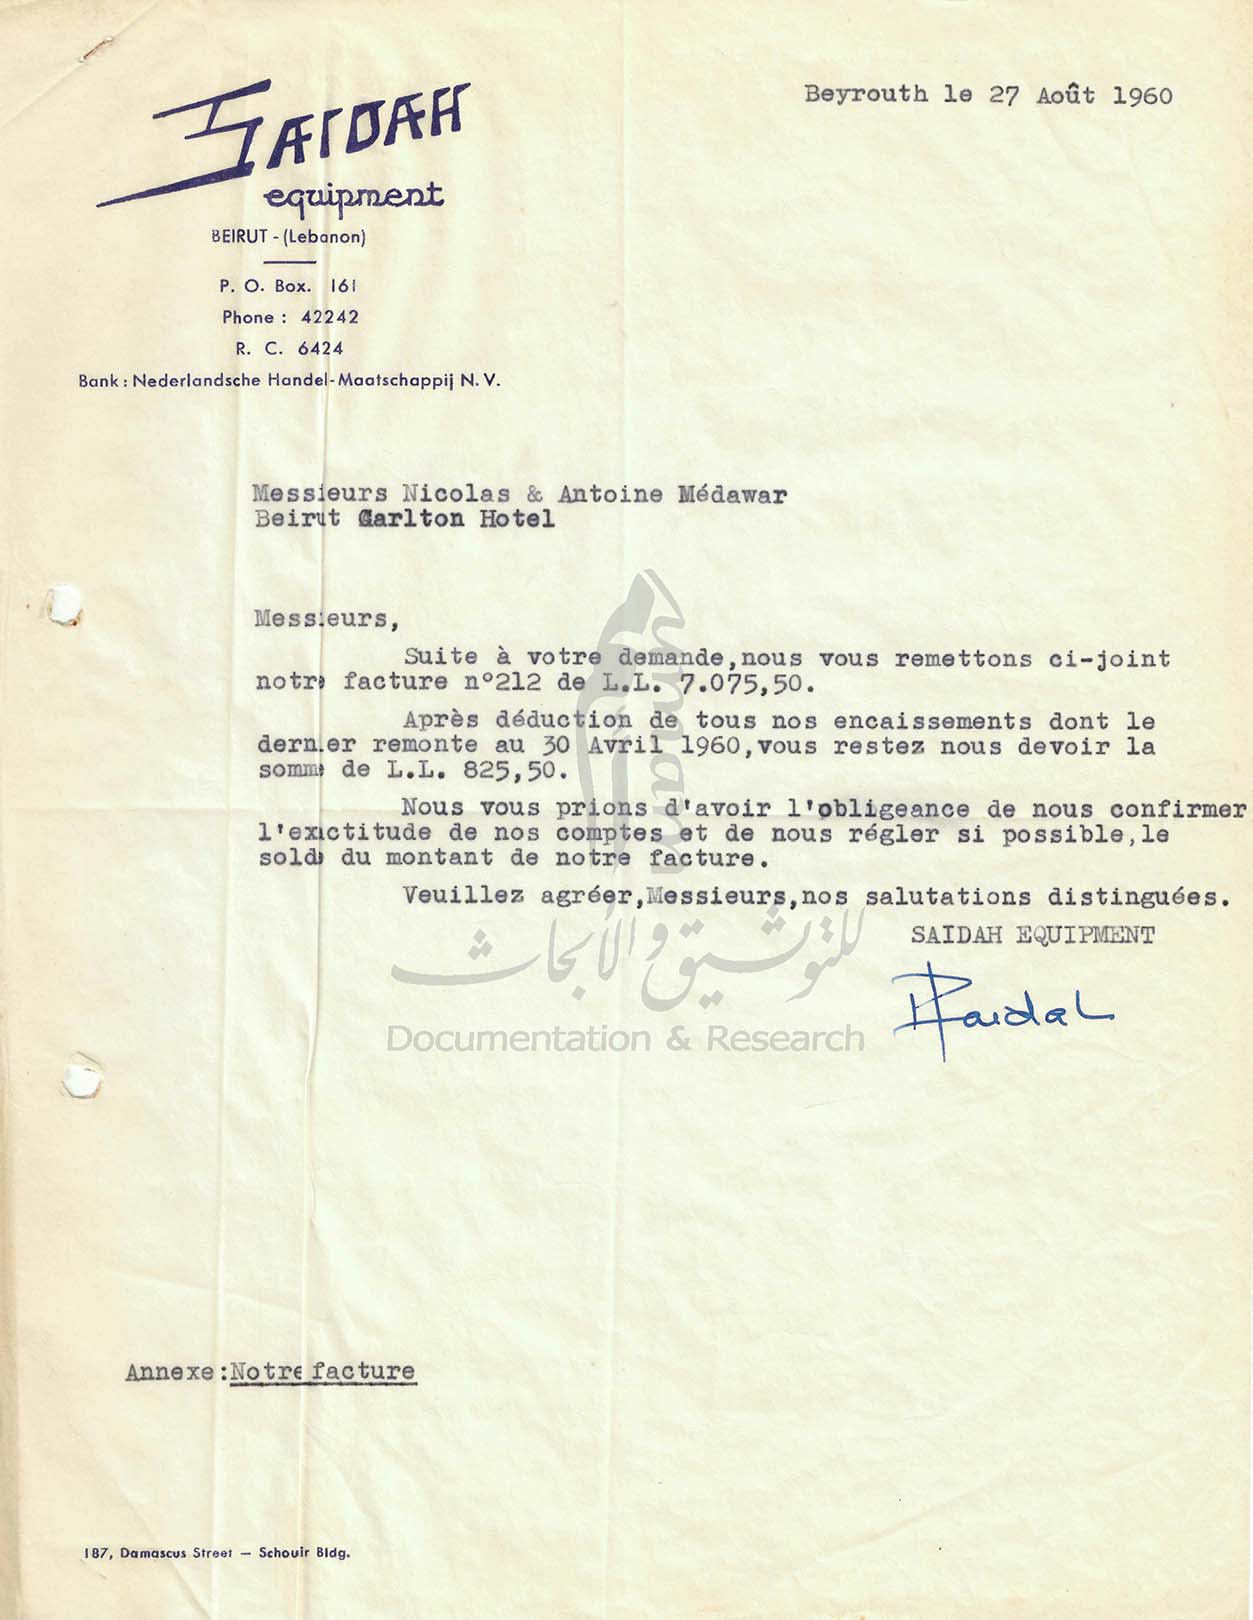 SAIDAH
equipment
BEIRUT - (Lebanon)
P. O. Box. 161
Phone : 42242
R. C. 6424
Bank : Nederlandsche Handel-Maatschappij N. V.
Beyrouth le 27 Août 1960
Messieurs Nicolas & Antoine Médawar
Beirut Carlton Hotel
Messieurs,
Suite à votre demande,nous vous remettons ci-joint
notre facture n°212 de L.L. 7.075,50.
Après déduction de tous nos encaissements dont le
dernier remonte au 30 Avril 1960,vous restez nous devoir la
somme de L.L. 825,50.
Nous vous prions d'avoir l'obligeance de nous confirmer
l'exactitude de nos comptes et de nous régler si possible,le
solde du montant de notre facture.
Veuillez agréer,Messieurs,nos salutations distinguées.
SAIDAH EQUIPMENT
umam
للتوثيق والأبحاث
Documentation & Research
Annexe:Notre facture
187, Damascus Street — Schouir Bldg.